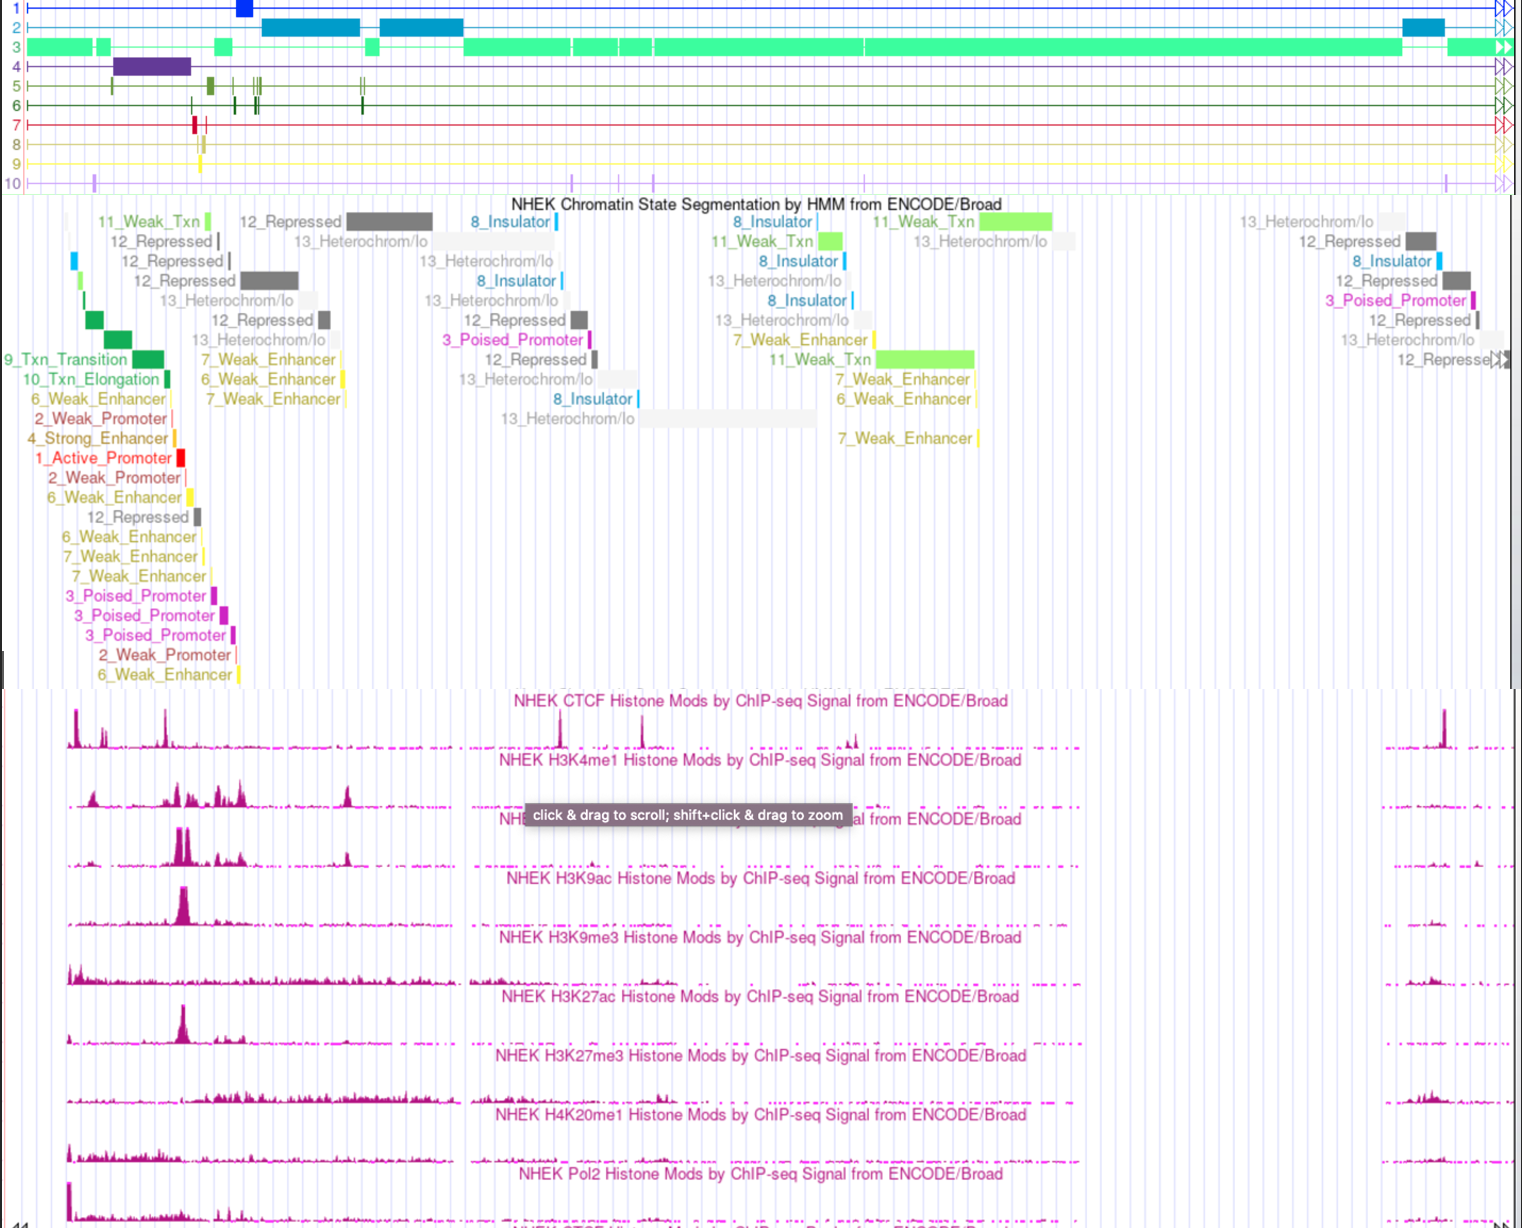 1
2
3
4
5
6
7
8
9
10
NHEK Chromatin State Segmentation by HMM from ENCODE/Broad
11_Weak_Txn 12_Repressed 8_Insulator 8_Insulator 11_Weak_Txn 13_Heterochrom/lo
12_Repressed 13_Heterochrom/lo 11_Weak_Txn 13_Heterochrom/lo 12_Repressed
12_Repressed 13_Heterochrom/lo 8_Insulator 8_Insulator
12_Repressed 8_Insulator 13_Heterochrom/lo 12_Repressed
13_Heterochrom/lo 13_Heterochrom/lo 8_Insulator 3_Poised_Promoter
12_Repressed 12_Repressed 13_Heterochrom/lo 12_Repressed
13_Heterochrom/lo 3_Poised_Promoter 7_Weak_Enhancer 13_Heterochrom/lo
9_Txn_Transition 7_Weak_Enhancer 12_Repressed 11_Weak_Txn 12_Represse
10_Txn_Elongation 6_Weak_Enhancer 13_Heterochrom/lo 7_Weak_Enhancer
6_Weak_Enhancer 7_Weak_Enhancer 8_Insulator 6_Weak_Enhancer
2_Weak_Promoter 13_Heterochrom/lo
4_Strong_Enhancer 7_Weak_Enhancer
1_Active_Promoter
2_Weak_Promoter
6_Weak_Enhancer
12_Repressed
6_Weak_Enhancer
7_Weak_Enhancer
7_Weak_Enhancer
3_Poised_Promoter
3_Poised_Promoter
3_Poised_Promoter
2_Weak_Promoter
6_Weak_Enhancer
NHEK CTCF Histone Mods by ChIP-seq Signal from ENCODE/Broad
NHEK H3K4me1 Histone Mods by ChIP-seq Signal from ENCODE/Broad
click & drag to scroll; shift+click & drag to zoom
al from ENCODE/Broad
NHEK H3K9ac Histone Mods by ChIP-seq Signal from ENCODE/Broad
NHEK H3K9me3 Histone Mods by ChIP-seq Signal from ENCODE/Broad
NHEK H3K27ac Histone Mods by ChIP-seq Signal from ENCODE/Broad
NHEK H3K27me3 Histone Mods by ChIP-seq Signal from ENCODE/Broad
NHEK H4K20me1 Histone Mods by ChIP-seq Signal from ENCODE/Broad
NHEK Pol2 Histone Mods by ChIP-seq Signal from ENCODE/Broad